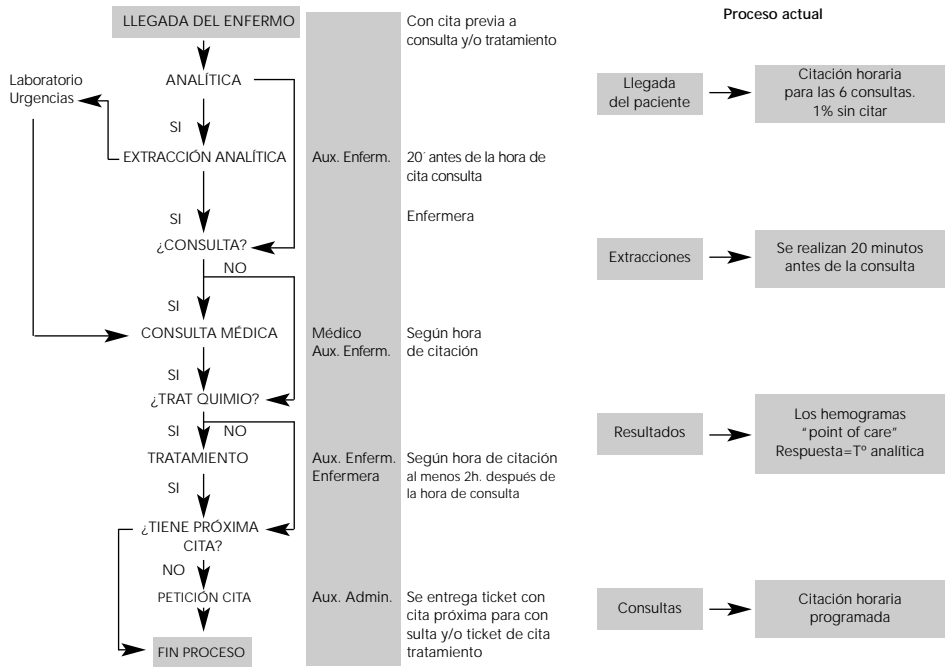 LLEGADA DEL ENFERMO
Con cita previa a
consulta y/o tratamiento
Laboratorio
Urgencias
ANALÍTICA
SI
EXTRACCIÓN ANALÍTICA
Aux. Enferm.
20´ antes de la hora de
cita consulta
Enfermera
SI
¿CONSULTA?
NO
SI
CONSULTA MÉDICA
Médico
Aux. Enferm.
Según hora
de citación
SI
¿TRAT QUIMIO?
SI
NO
TRATAMIENTO
Aux. Enferm.
Enfermera
Según hora de citación
al menos 2h. después de
la hora de consulta
SI
¿TIENE PRÓXIMA
CITA?
NO
PETICIÓN CITA
Aux. Admin.
Se entrega ticket con
cita próxima para con
sulta y/o ticket de cita
tratamiento
FIN PROCESO
Proceso actual
Llegada
del paciente
Citación horaria
para las 6 consultas.
1% sin citar
Extracciones
Se realizan 20 minutos
antes de la consulta
Resultados
Los hemogramas
“point of care”
Respuesta=Tº analítica
Consultas
Citación horaria
programada